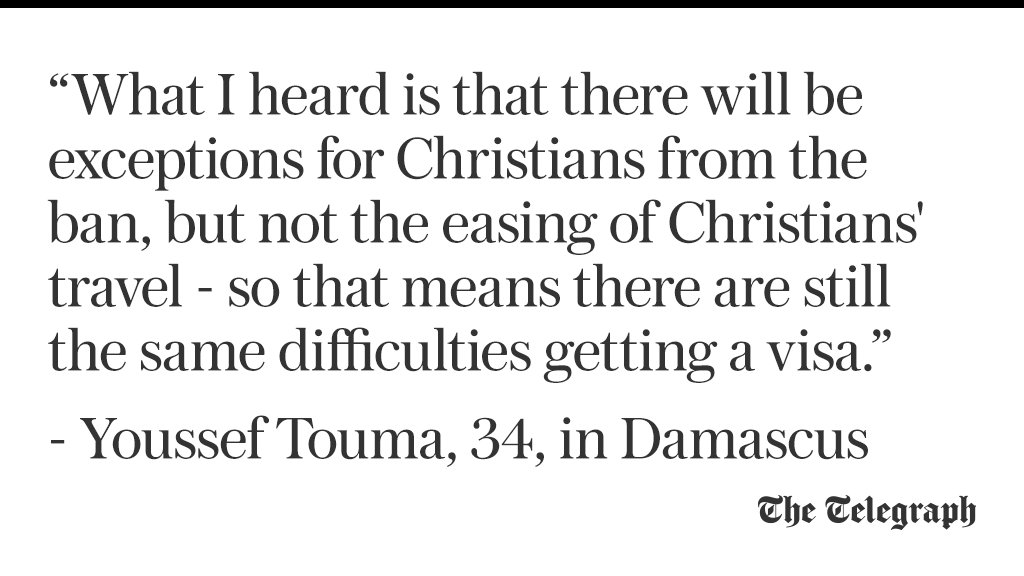 “What I heard is that there will be
exceptions for Christians from the
ban, but not the easing of Christians'
travel - so that means there are still
the same difficulties getting a visa.”
- Youssef Touma, 34, in Damascus
The Telegraph